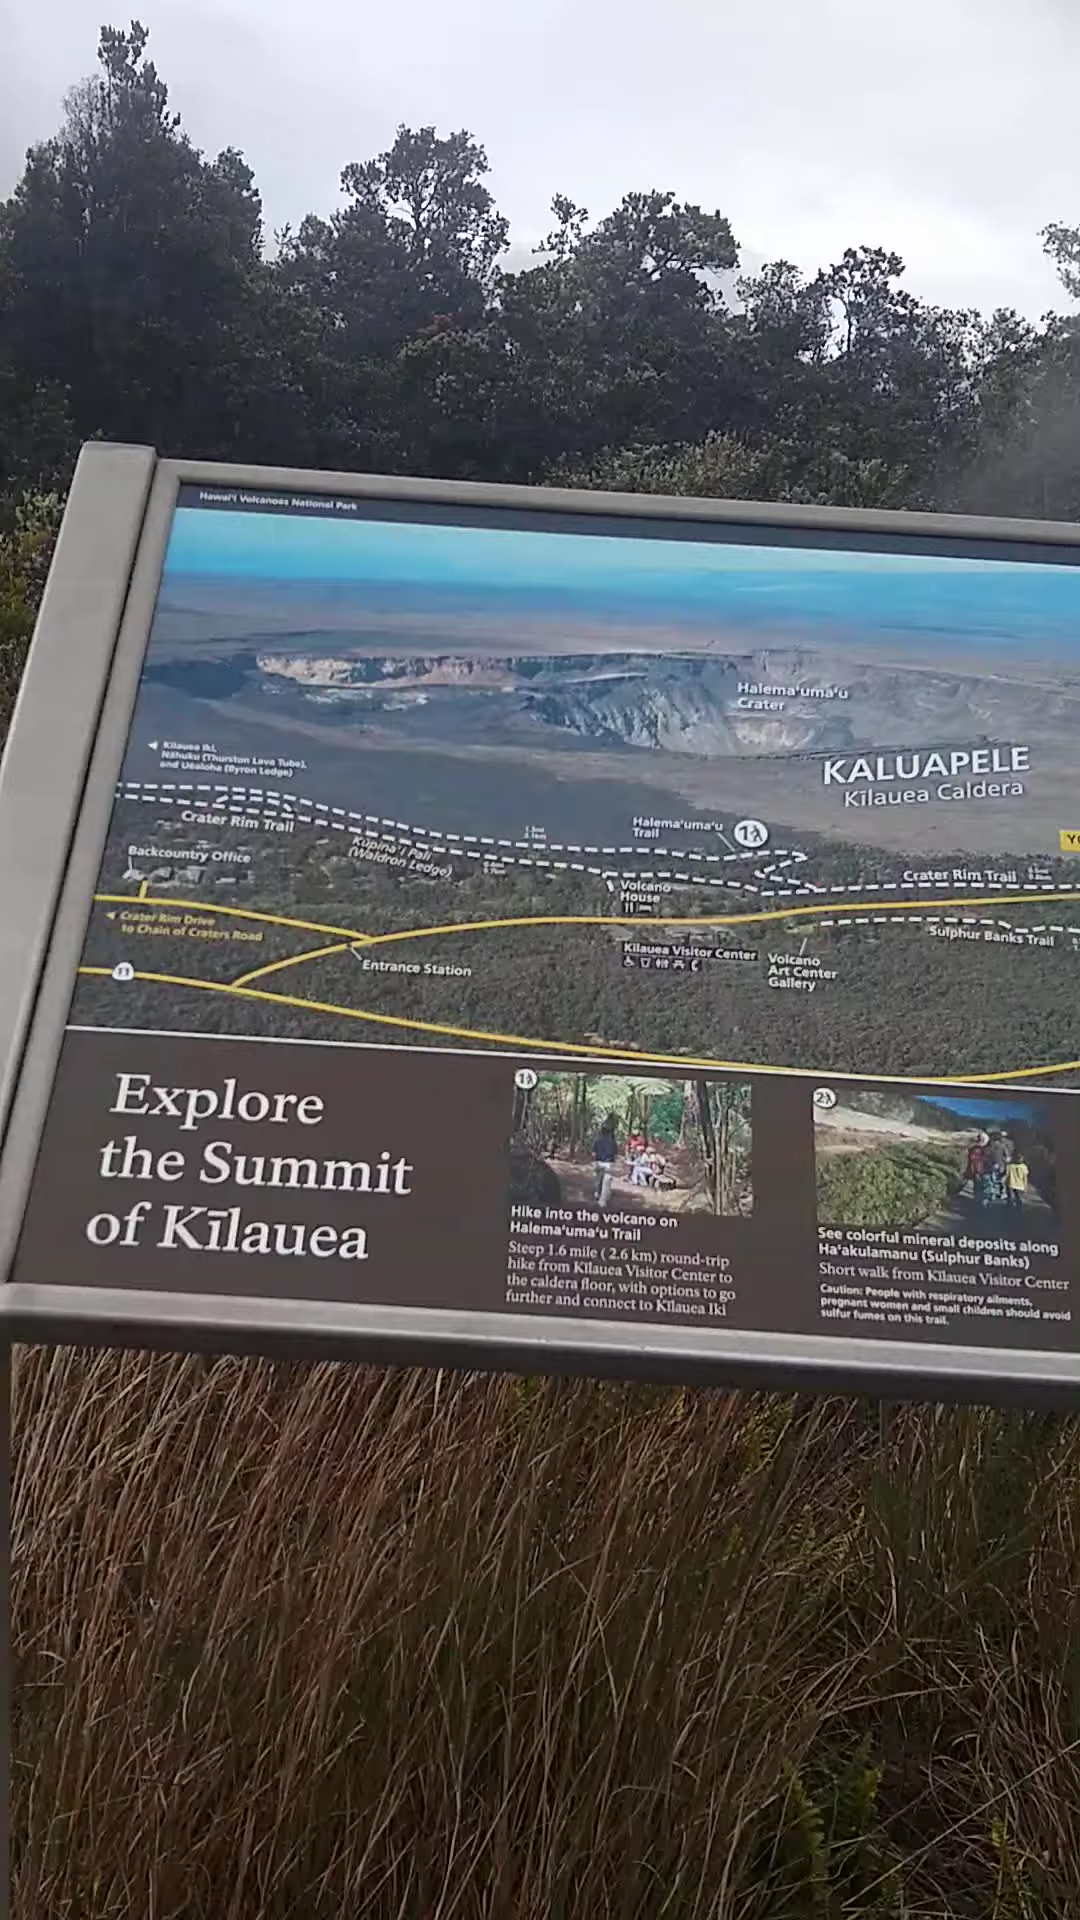 Hawaiʻi Volcanoes National Park
Halemaʻumaʻu
Crater
KALUAPELE
Kīlauea Caldera
Kīlauea Iki,
Nāhuku (Thurston Lava Tube),
and Uēaloha (Byron Ledge)
Crater Rim Trail
Kūpinaʻi Pali
(Waldron Ledge)
Halemaʻumaʻu
Trail
1
Backcountry Office
Volcano
House
Crater Rim Trail
Crater Rim Drive
to Chain of Craters Road
Entrance Station
Kīlauea Visitor Center
Volcano
Art Center
Gallery
Sulphur Banks Trail
11
Explore
the Summit
of Kīlauea
1
Hike into the volcano on
Halemaʻumaʻu Trail
Steep 1.6 mile ( 2.6 km) round-trip
hike from Kīlauea Visitor Center to
the caldera floor, with options to go
further and connect to Kīlauea Iki
2
See colorful mineral deposits along
Haʻakulamanu (Sulphur Banks)
Short walk from Kīlauea Visitor Center
Caution: People with respiratory ailments,
pregnant women and small children should avoid
sulfur fumes on this trail.